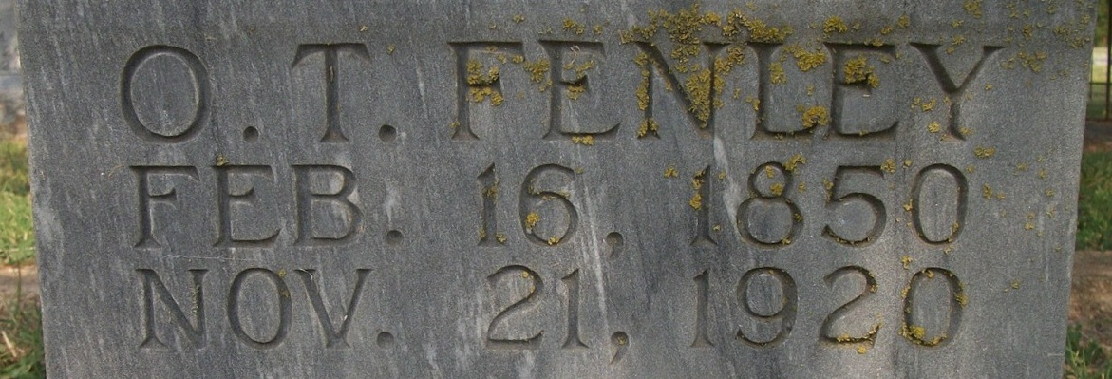 O. T. FENLEY
FEB. 16, 1850
NOV. 21, 1920